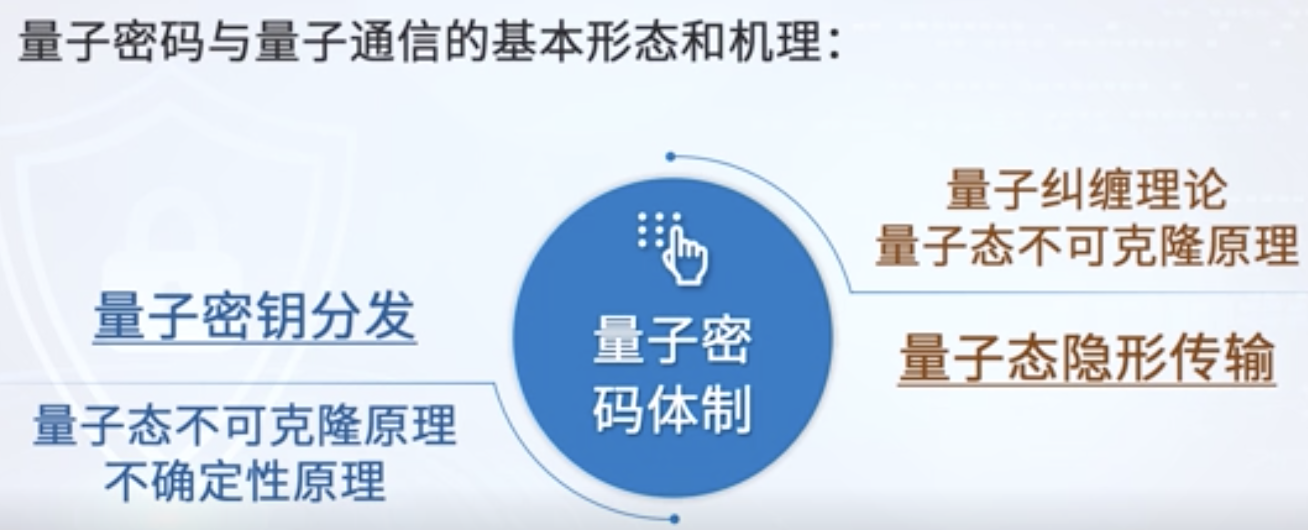 量子密码与量子通信的基本形态和机理：
量子密钥分发
量子态不可克隆原理
不确定性原理
量子密
码体制
量子纠缠理论
量子态不可克隆原理
量子态隐形传输